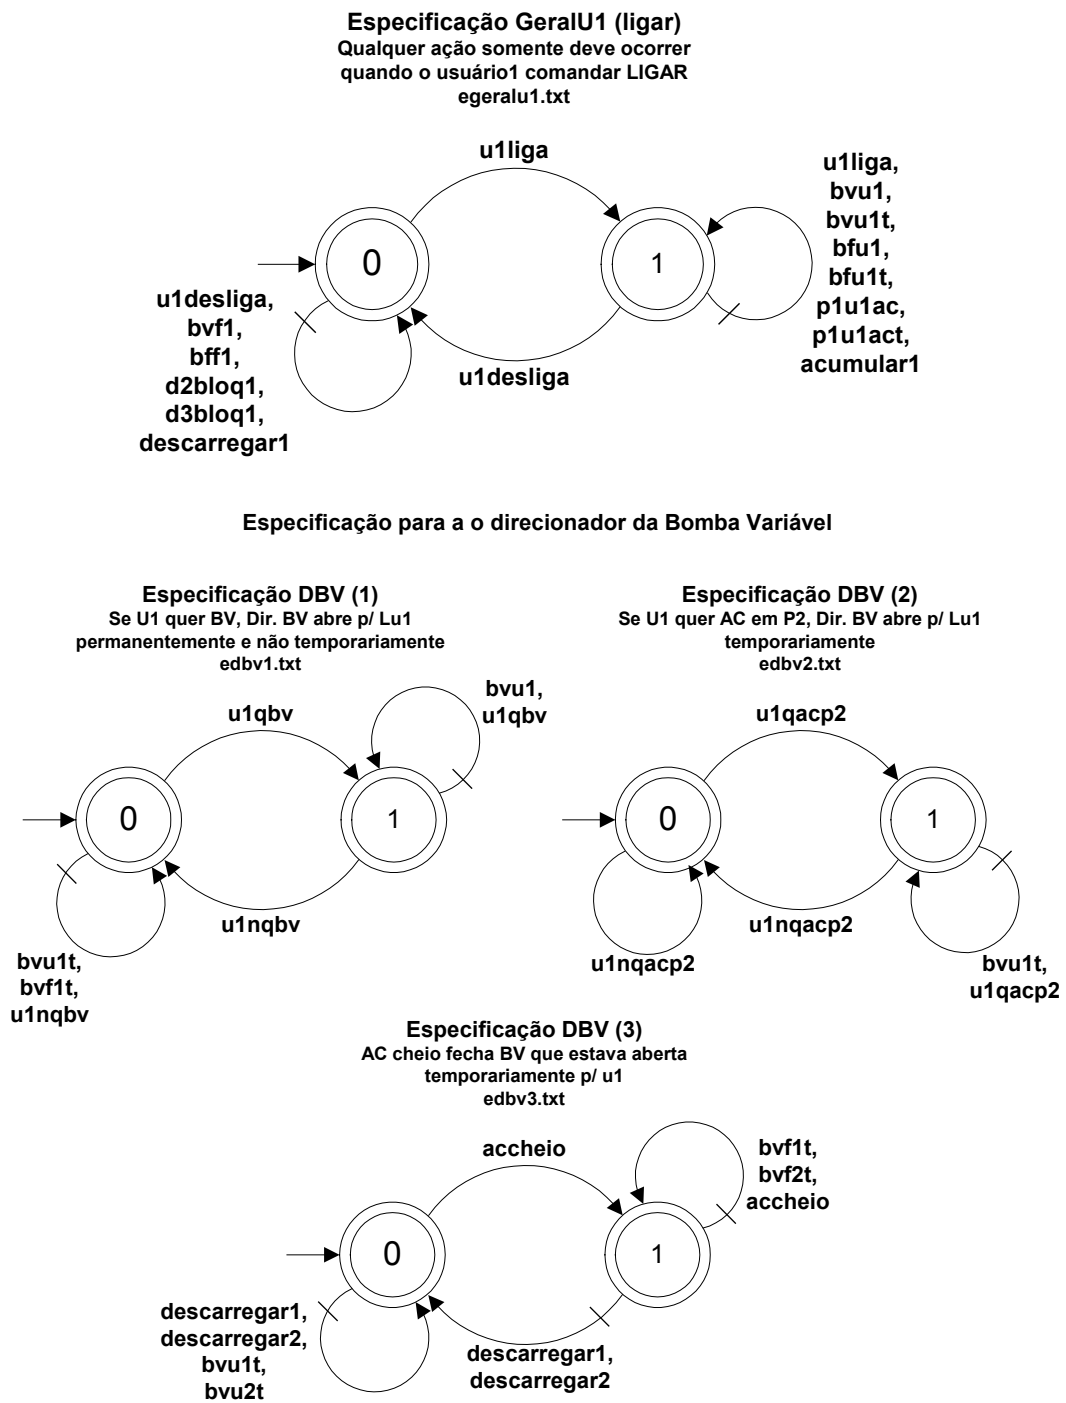 Especificação GeralU1 (ligar)
Qualquer ação somente deve ocorrer
quando o usuário1 comandar LIGAR
egeralu1.txt
u1liga
u1liga,
bvu1,
bvu1t,
bfu1,
bfu1t,
p1u1ac,
p1u1act,
acumular1
0
1
u1desliga,
bvf1,
bff1,
d2bloq1,
d3bloq1,
descarregar1
u1desliga
Especificação para a o direcionador da Bomba Variável
Especificação DBV (1)
Se U1 quer BV, Dir. BV abre p/ Lu1
permanentemente e não temporariamente
edbv1.txt
u1qbv
bvu1,
u1qbv
0
1
u1nqbv
bvu1t,
bvf1t,
u1nqbv
Especificação DBV (2)
Se U1 quer AC em P2, Dir. BV abre p/ Lu1
temporariamente
edbv2.txt
u1qacp2
0
1
u1nqacp2
u1nqacp2
bvu1t,
u1qacp2
Especificação DBV (3)
AC cheio fecha BV que estava aberta
temporariamente p/ u1
edbv3.txt
accheio
bvf1t,
bvf2t,
accheio
0
1
descarregar1,
descarregar2,
bvu1t,
bvu2t
descarregar1,
descarregar2